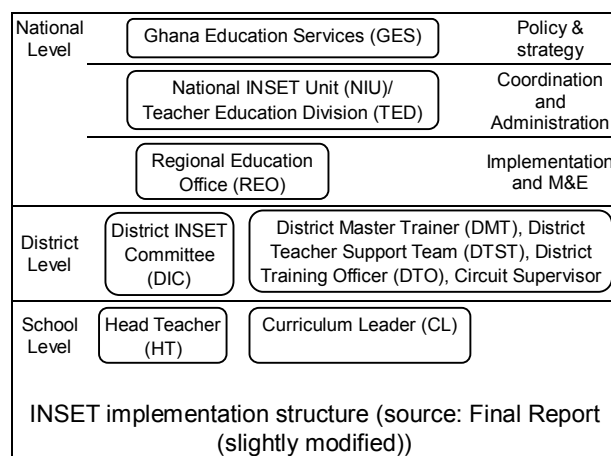 National
Level
Ghana Education Services (GES)
Policy &
strategy
National INSET Unit (NIU)/
Teacher Education Division (TED)
Coordination
and
Administration
Regional Education
Office (REO)
Implementation
and M&E
District
Level
District INSET
Committee
(DIC)
District Master Trainer (DMT), District
Teacher Support Team (DTST), District
Training Officer (DTO), Circuit Supervisor
School
Level
Head Teacher
(HT)
Curriculum Leader (CL)
INSET implementation structure (source: Final Report
(slightly modified))